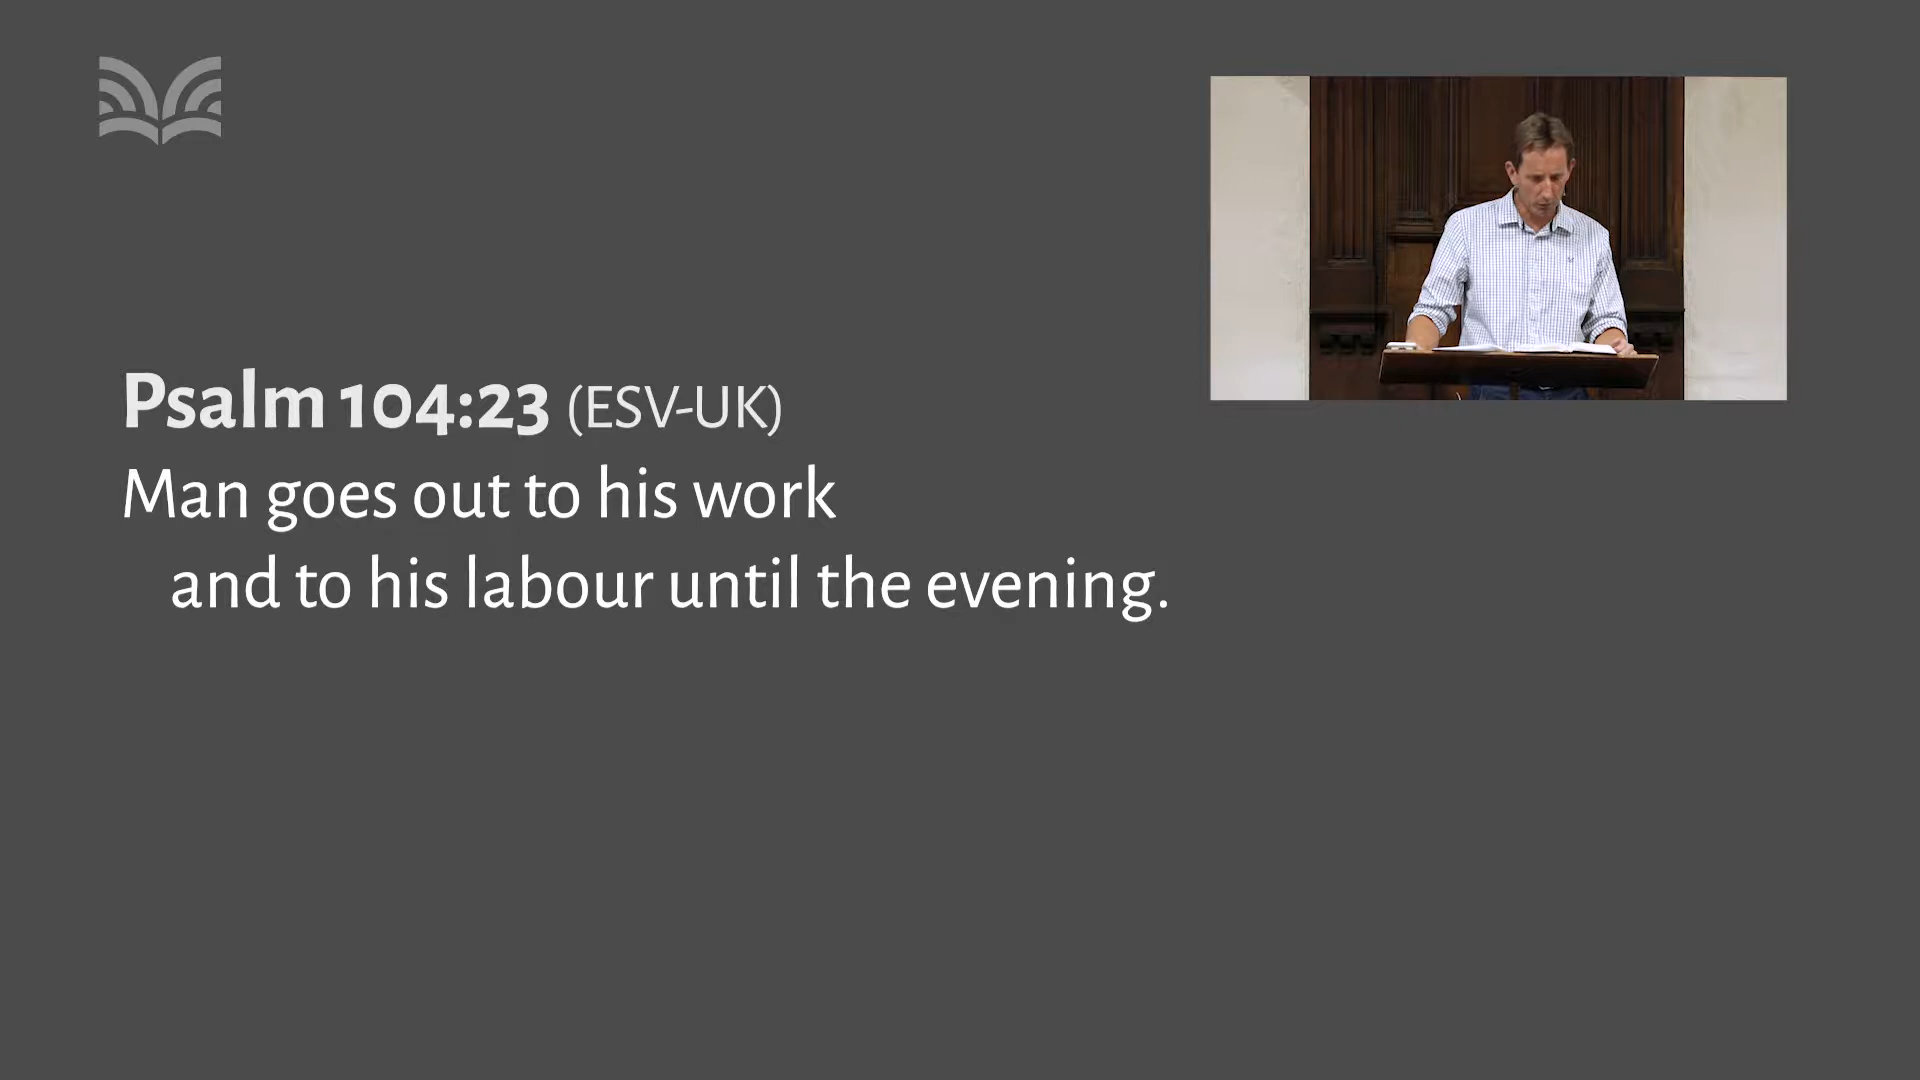 Psalm 104:23 (ESV-UK)
Man goes out to his work
and to his labour until the evening.